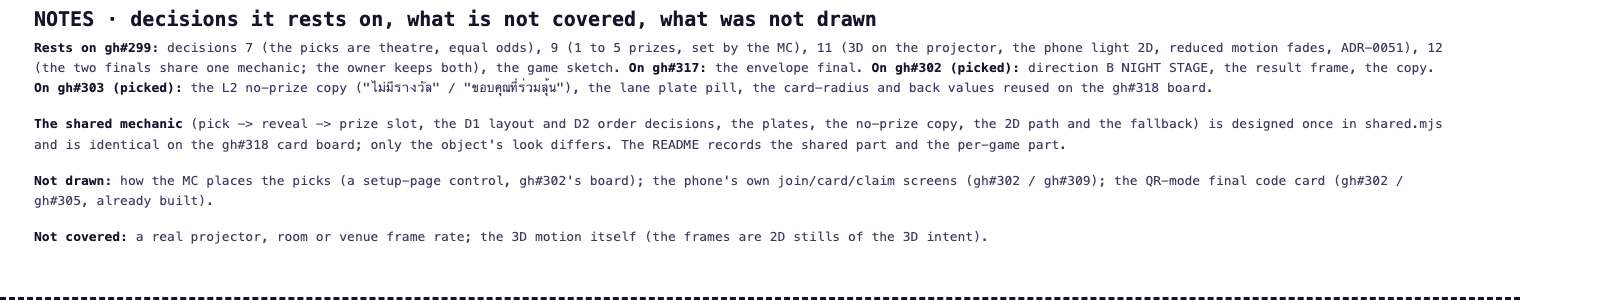 NOTES · decisions it rests on, what is not covered, what was not drawn
Rests on gh#299: decisions 7 (the picks are theatre, equal odds), 9 (1 to 5 prizes, set by the MC), 11 (3D on the projector, the phone light 2D, reduced motion fades, ADR-0051), 12
(the two finals share one mechanic; the owner keeps both), the game sketch. On gh#317: the envelope final. On gh#302 (picked): direction B NIGHT STAGE, the result frame, the copy.
On gh#303 (picked): the L2 no-prize copy ("ไม่มีรางวัล" / "ขอบคุณที่ร่วมลุ้น"), the lane plate pill, the card-radius and back values reused on the gh#318 board.
The shared mechanic (pick -> reveal -> prize slot, the D1 layout and D2 order decisions, the plates, the no-prize copy, the 2D path and the fallback) is designed once in shared.mjs
and is identical on the gh#318 card board; only the object's look differs. The README records the shared part and the per-game part.
Not drawn: how the MC places the picks (a setup-page control, gh#302's board); the phone's own join/card/claim screens (gh#302 / gh#309); the QR-mode final code card (gh#302 /
gh#305, already built).
Not covered: a real projector, room or venue frame rate; the 3D motion itself (the frames are 2D stills of the 3D intent).